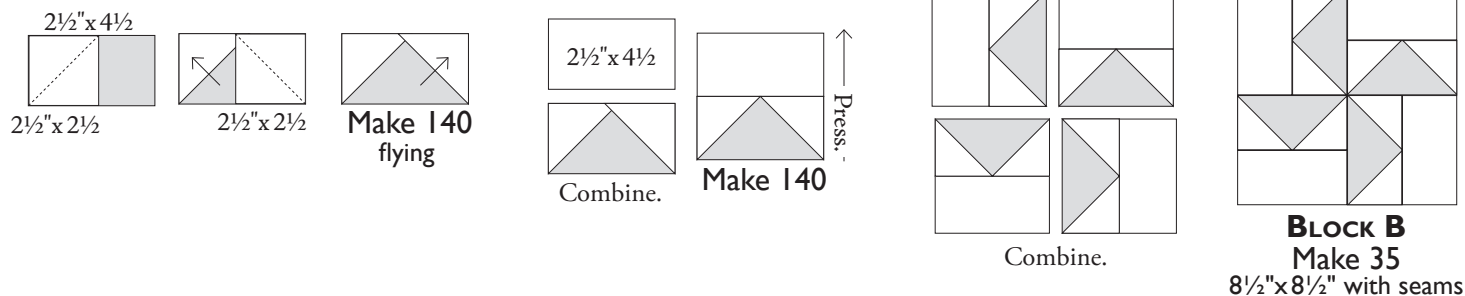 2½"x 4½
2½"x 2½
2½"x 2½
Make 140
flying
2½"x 4½
Combine.
Press. -
Make 140
Combine.
BLOCK B
Make 35
8½"x 8½" with seams